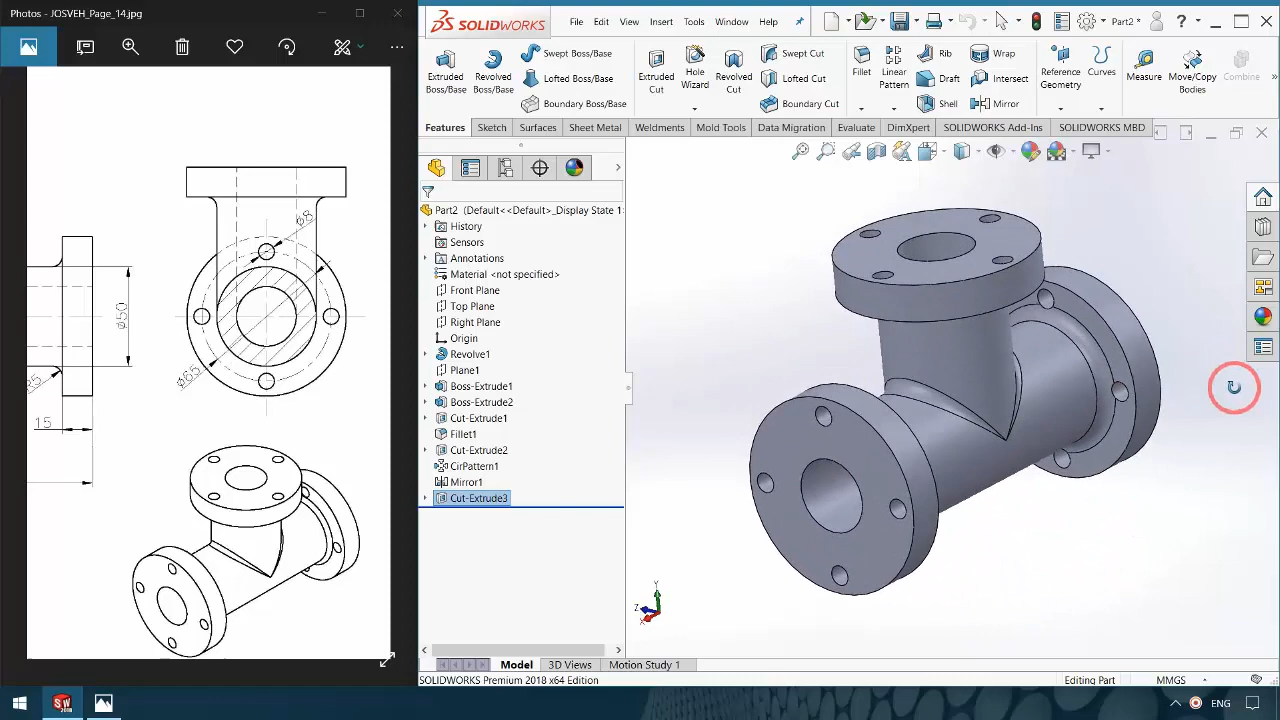 Photos - JOSVEH_Page_14.jpg
SOLIDWORKS
File
Edit
View
Insert
Tools
Window
Help
Part2...
?
Extruded Boss/Base
Revolved Boss/Base
Swept Boss/Base
Lofted Boss/Base
Boundary Boss/Base
Extruded Cut
Hole Wizard
Revolved Cut
Swept Cut
Lofted Cut
Boundary Cut
Fillet
Linear Pattern
Rib
Draft
Shell
Wrap
Intersect
Mirror
Reference Geometry
Curves
Measure
Move/Copy Bodies
Combine
Features
Sketch
Surfaces
Sheet Metal
Weldments
Mold Tools
Data Migration
Evaluate
DimXpert
SOLIDWORKS Add-Ins
SOLIDWORKS MBD
Part2 (Default<<Default>_Display State 1
History
Sensors
Annotations
Material <not specified>
Front Plane
Top Plane
Right Plane
Origin
Revolve1
Plane1
Boss-Extrude1
Boss-Extrude2
Cut-Extrude1
Fillet1
Cut-Extrude2
CirPattern1
Mirror1
Cut-Extrude3
ø8
ø50
ø65
15
Y
Z
X
Model
3D Views
Motion Study 1
SOLIDWORKS Premium 2018 x64 Edition
Editing Part
MMGS
SW
2018
ENG